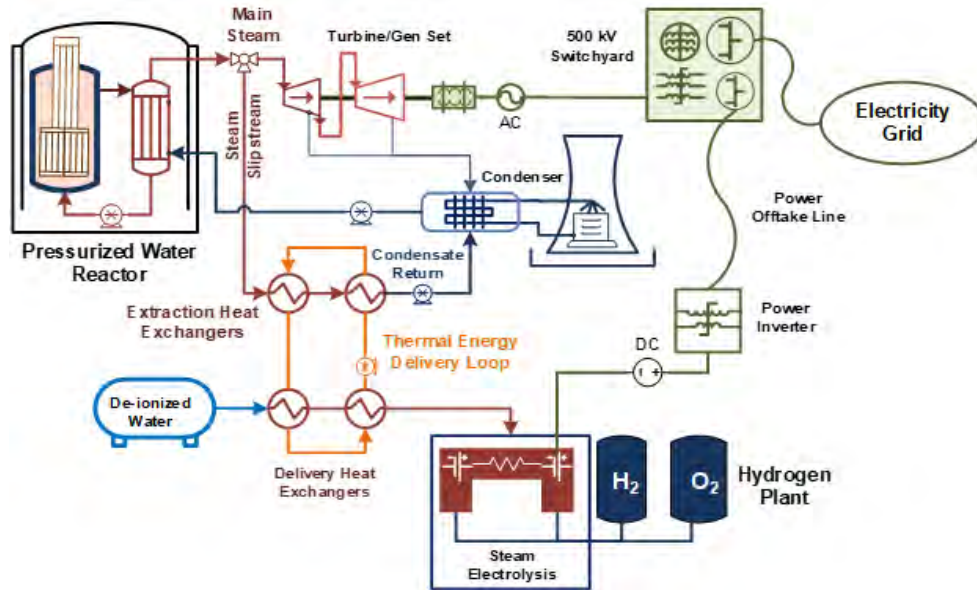 Main
Steam
Turbine/Gen Set
500 kV
Switchyard
AC
Electricity
Grid
Steam
Slip stream
Condenser
Power
Offtake Line
Pressurized Water
Reactor
Condensate
Return
Extraction Heat
Exchangers
Power
Inverter
Thermal Energy
Delivery Loop
DC
De-ionized
Water
Delivery Heat
Exchangers
H₂
O₂
Hydrogen
Plant
Steam
Electrolysis